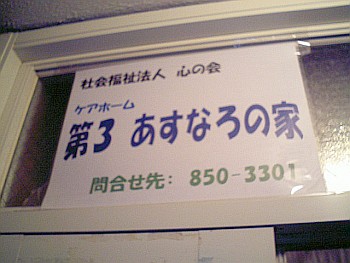 社会福祉法人 心の会
ケアホーム
第3 あすなろの家
問合せ先: 850-3301